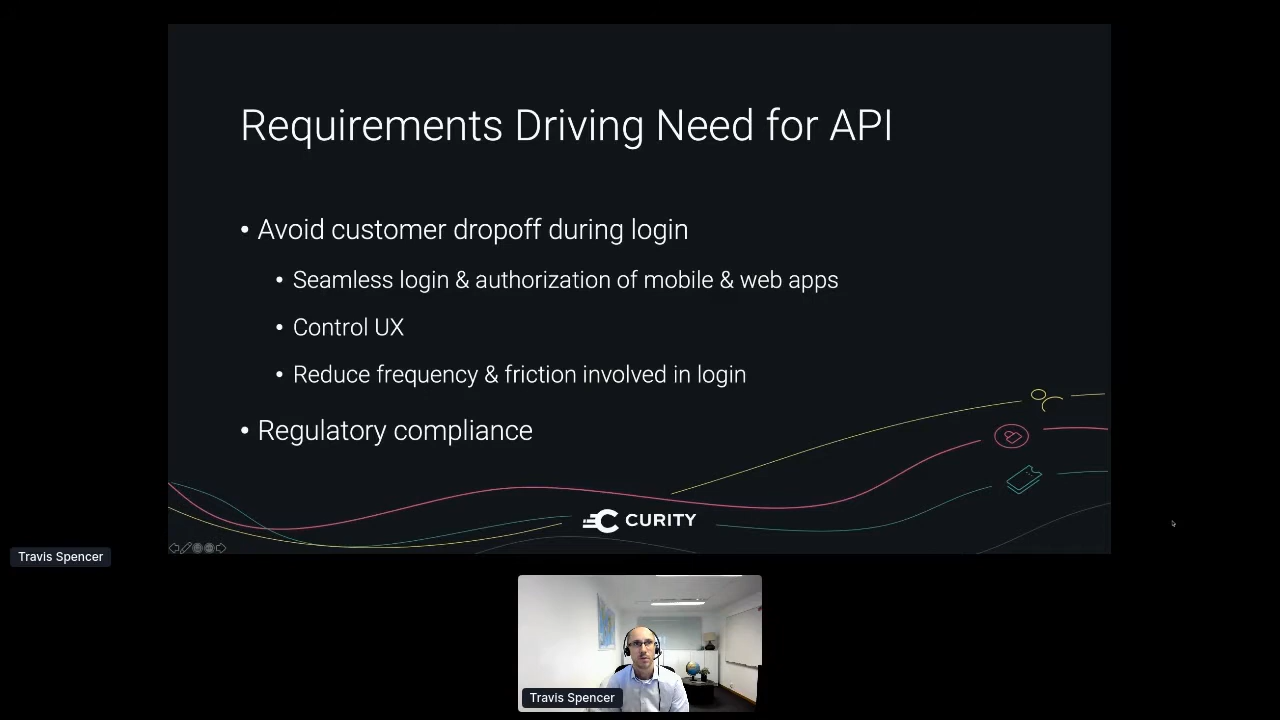 Requirements Driving Need for API
• Avoid customer dropoff during login
• Seamless login & authorization of mobile & web apps
• Control UX
• Reduce frequency & friction involved in login
• Regulatory compliance
CURITY
Travis Spencer
Travis Spencer